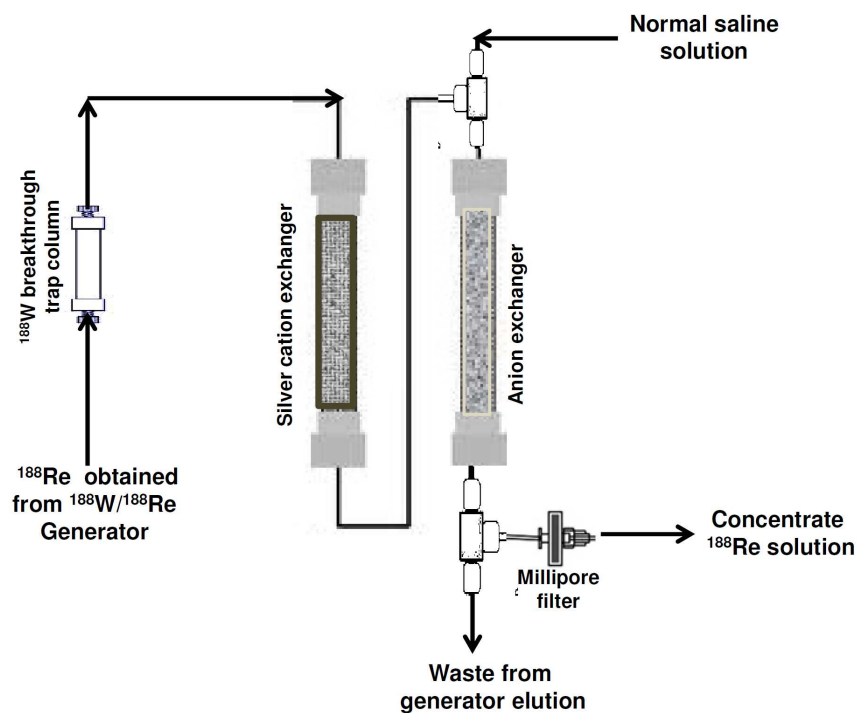 Normal saline
solution
¹⁸⁸W breakthrough
trap column
Silver cation exchanger
Anion exchanger
¹⁸⁸Re obtained
from ¹⁸⁸W/¹⁸⁸Re
Generator
Concentrate
¹⁸⁸Re solution
Millipore
filter
Waste from
generator elution